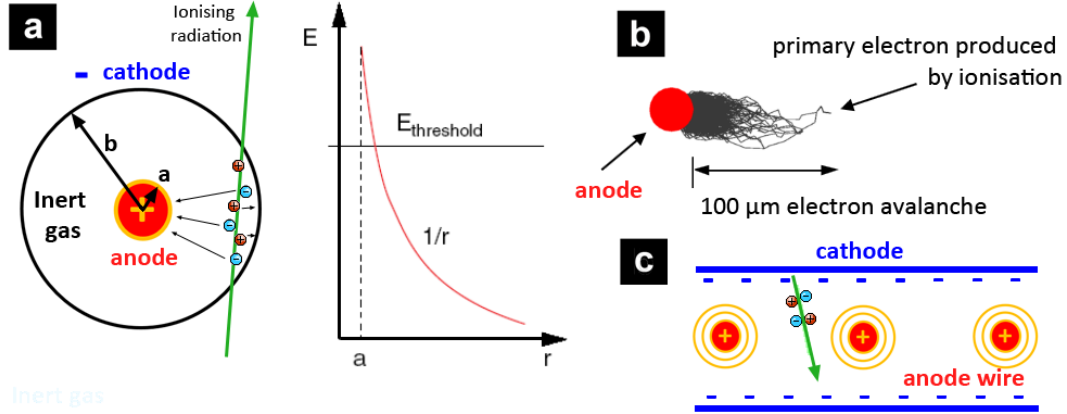 a
Ionising
radiation
- cathode
b
a
Inert
gas
+
anode
Inert gas
E
E_threshold
1/r
a
r
b
primary electron produced
by ionisation
anode
100 μm electron avalanche
c
cathode
anode wire